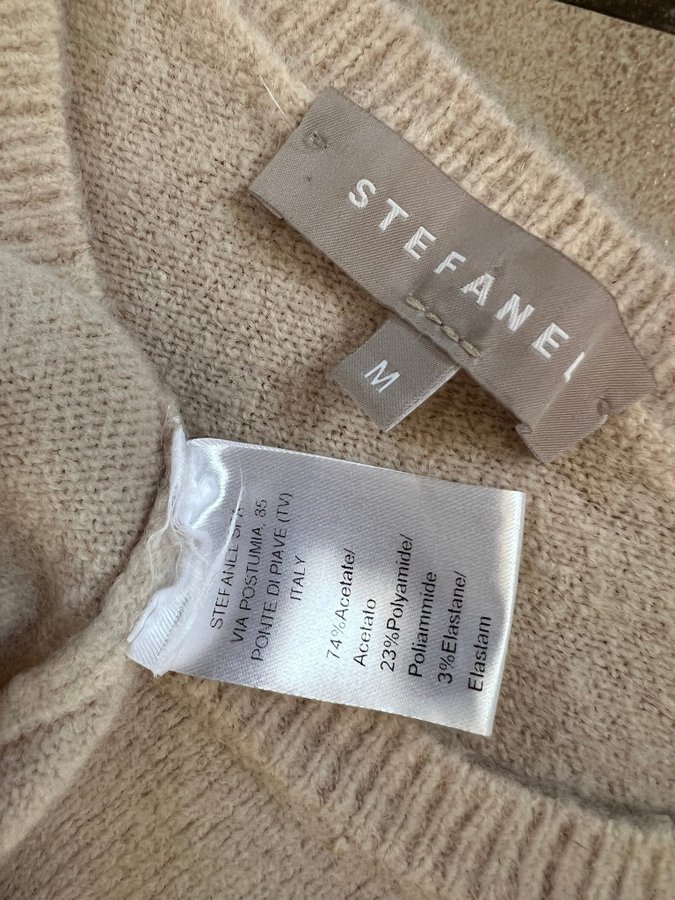 STEFANEL
M
STEFANEL SPA
VIA POSTUMIA, 35
PONTE DI PIAVE (TV)
ITALY
74%Acetate/
Acetato
23%Polyamide/
Poliammide
3%Elastane/
Elastam